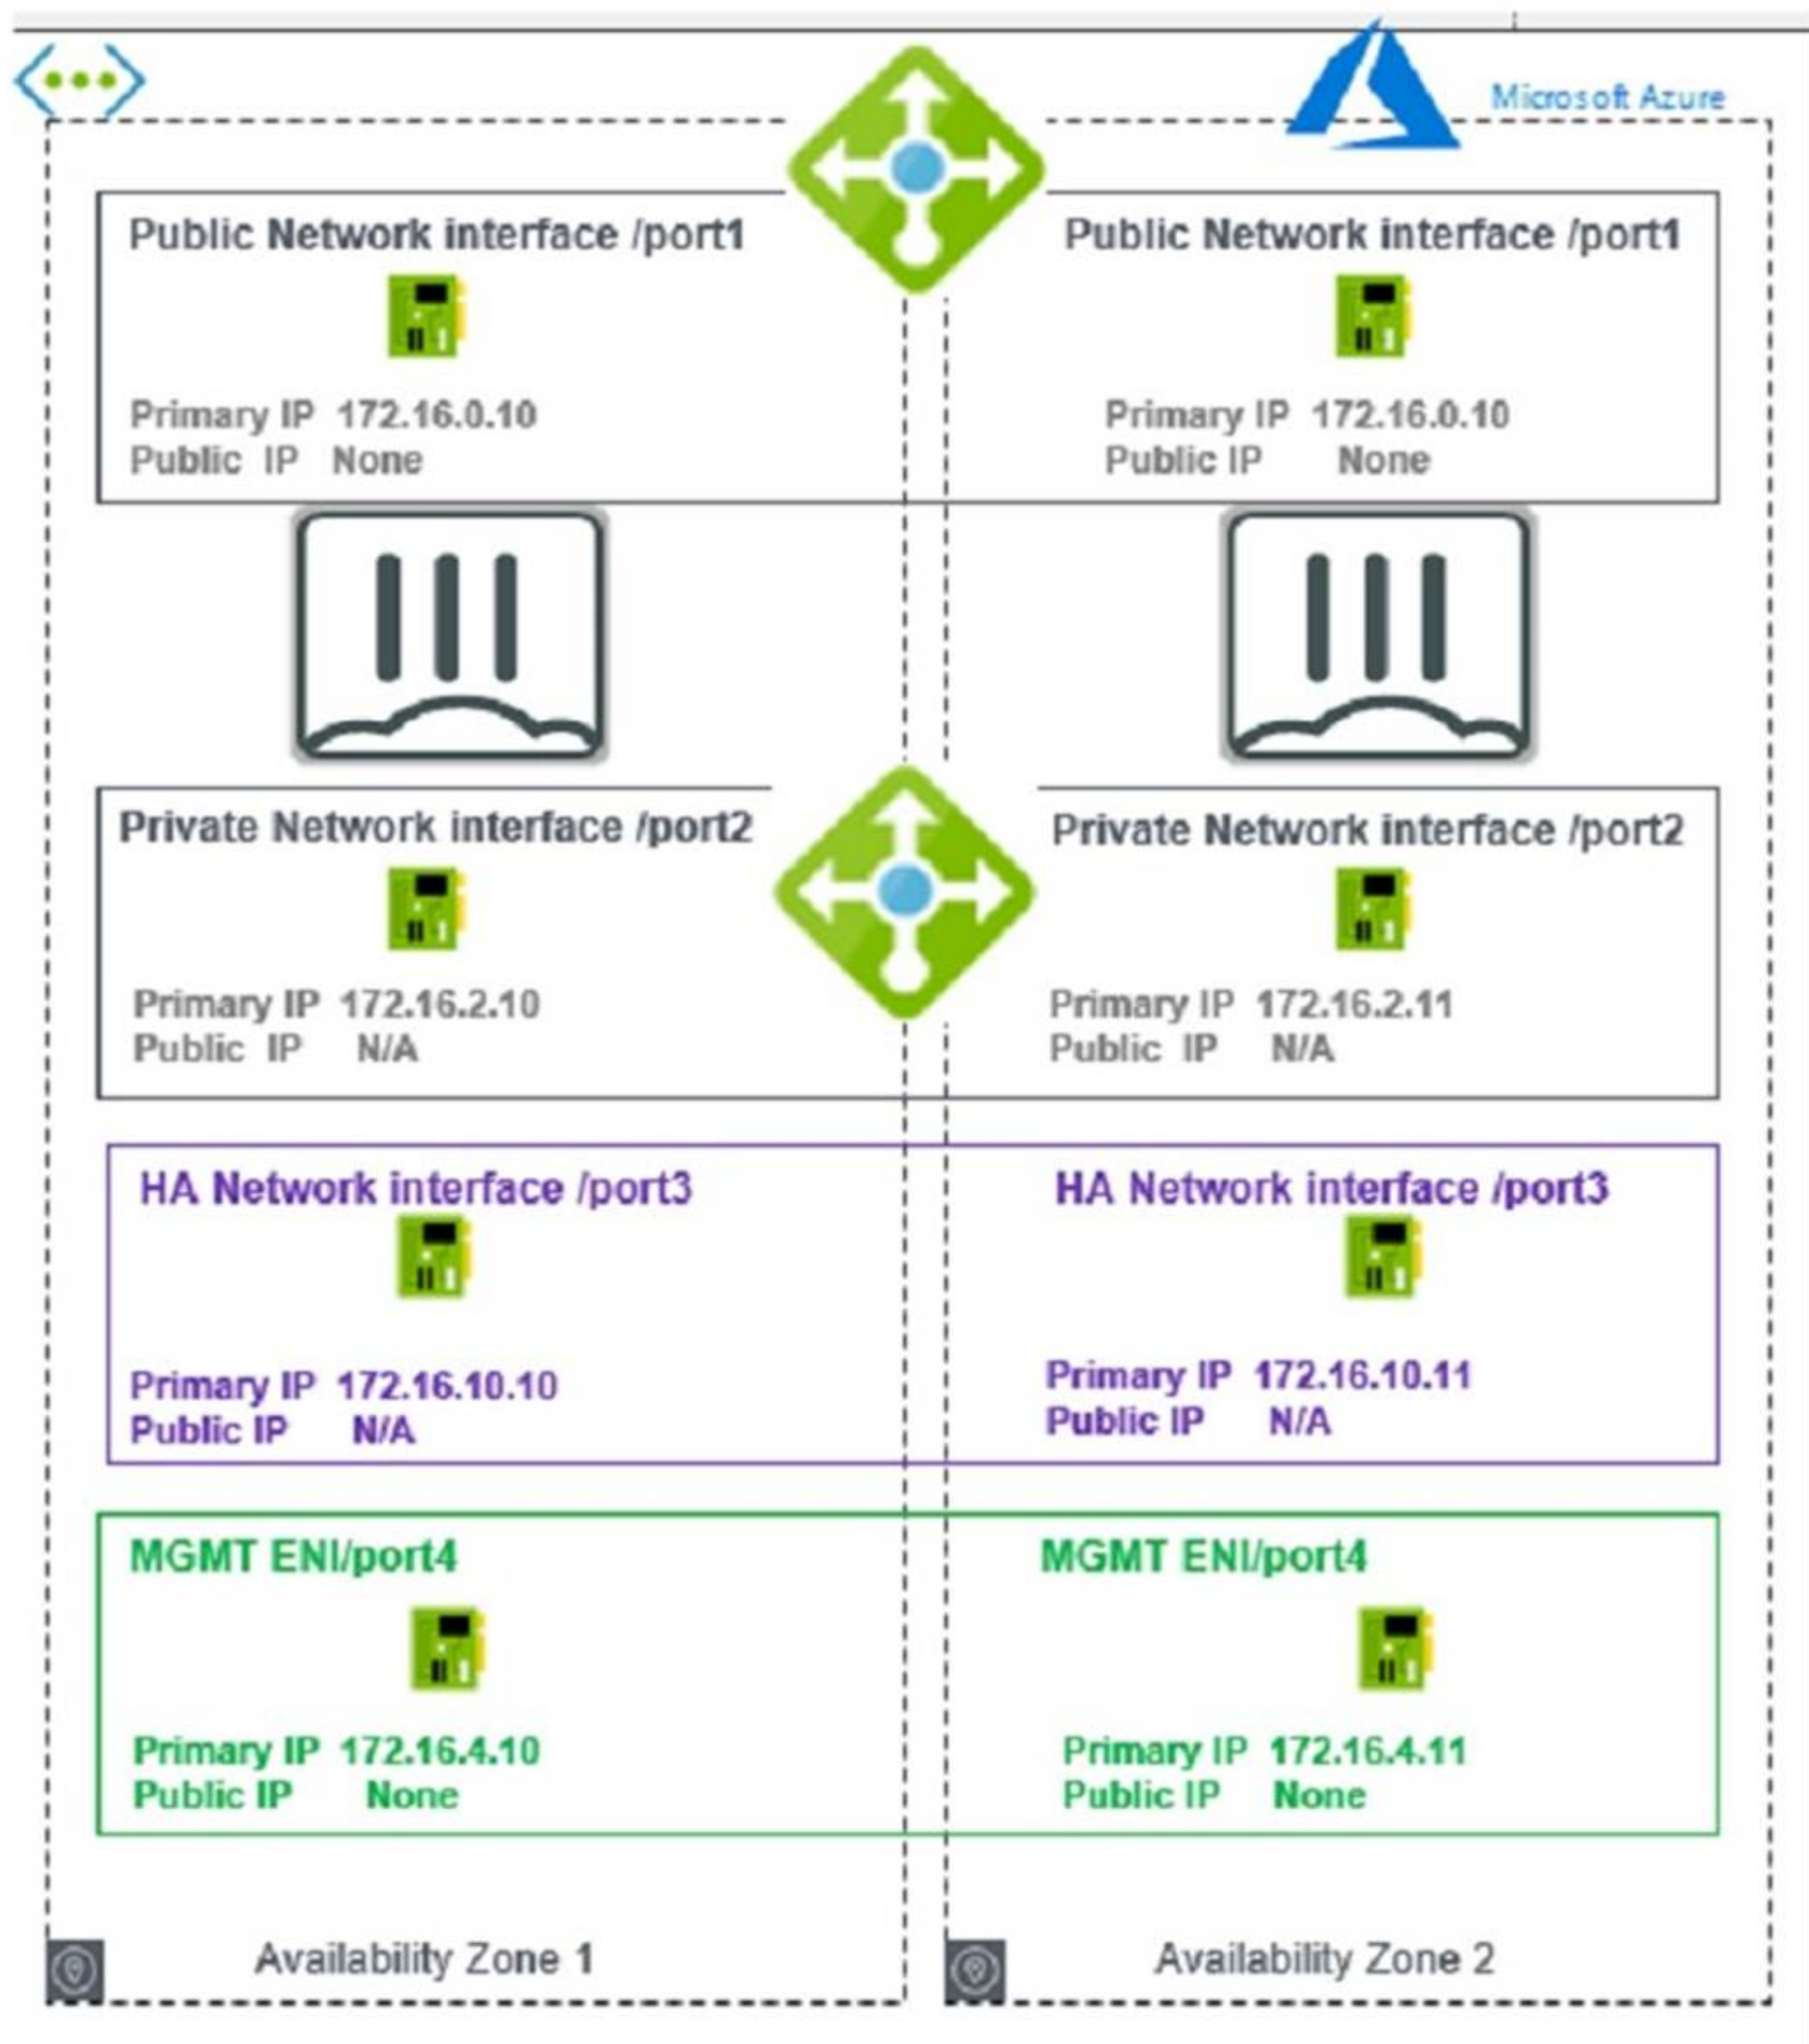 Microsoft Azure
Public Network interface /port1
Primary IP 172.16.0.10
Public IP None
Public Network interface /port1
Primary IP 172.16.0.10
Public IP None
Private Network interface /port2
Primary IP 172.16.2.10
Public IP N/A
Private Network interface /port2
Primary IP 172.16.2.11
Public IP N/A
HA Network interface /port3
Primary IP 172.16.10.10
Public IP N/A
HA Network interface /port3
Primary IP 172.16.10.11
Public IP N/A
MGMT ENI/port4
Primary IP 172.16.4.10
Public IP None
MGMT ENI/port4
Primary IP 172.16.4.11
Public IP None
Availability Zone 1
Availability Zone 2